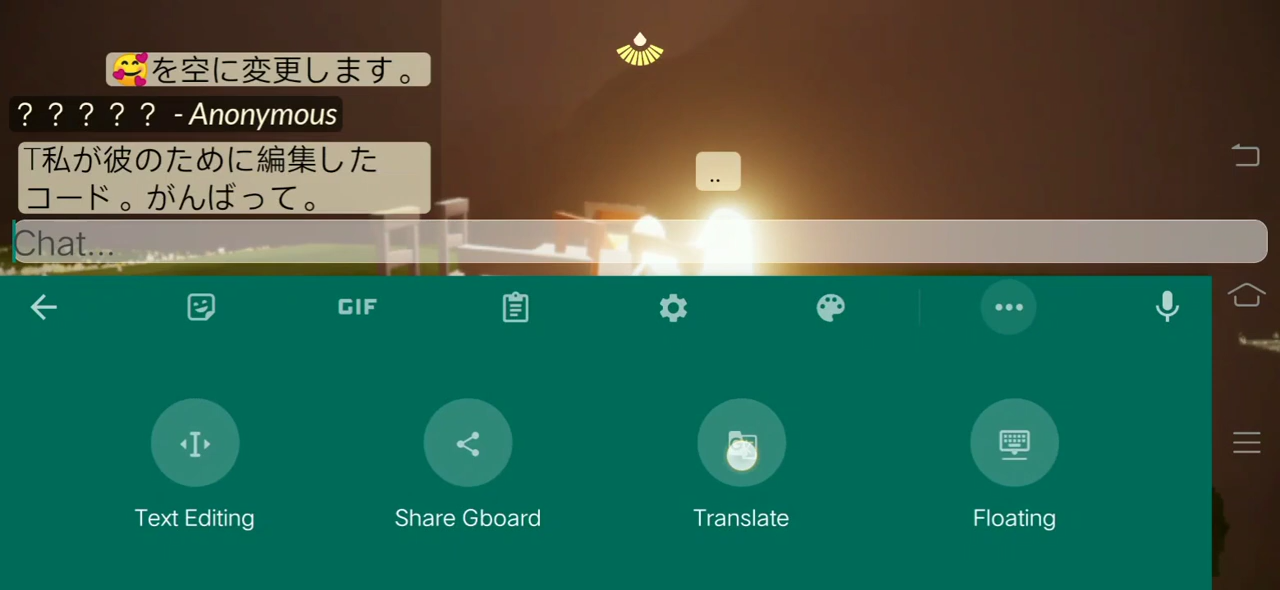 🥰を空に変更します。
？？？？？ - Anonymous
T私が彼のために編集した
コード。がんばって。
..
Chat...
GIF
Text Editing
Share Gboard
Translate
Floating